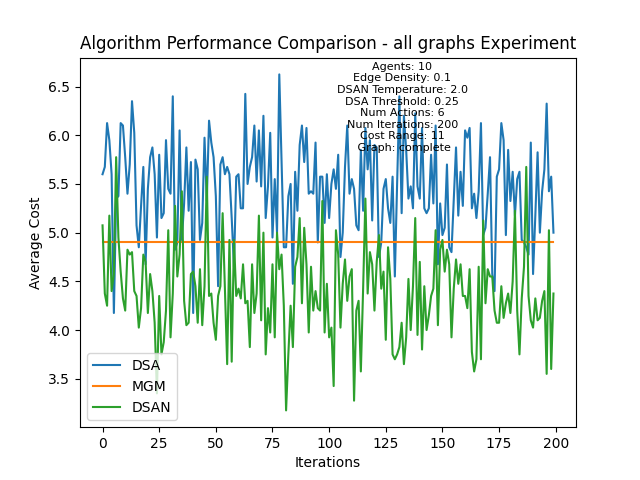 Algorithm Performance Comparison - all graphs Experiment
Agents: 10
Edge Density: 0.1
DSAN Temperature: 2.0
DSA Threshold: 0.25
Num Actions: 6
Num Iterations: 200
Cost Range: 11
Graph: complete
6.5
6.0
5.5
5.0
4.5
4.0
3.5
Average Cost
DSA
MGM
DSAN
0 25 50 75 100 125 150 175 200
Iterations